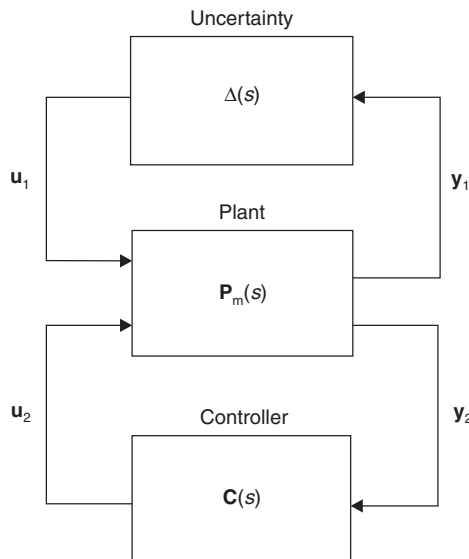 Uncertainty
Δ(s)
u₁
y₁
Plant
Pₘ(s)
u₂
y₂
Controller
C(s)